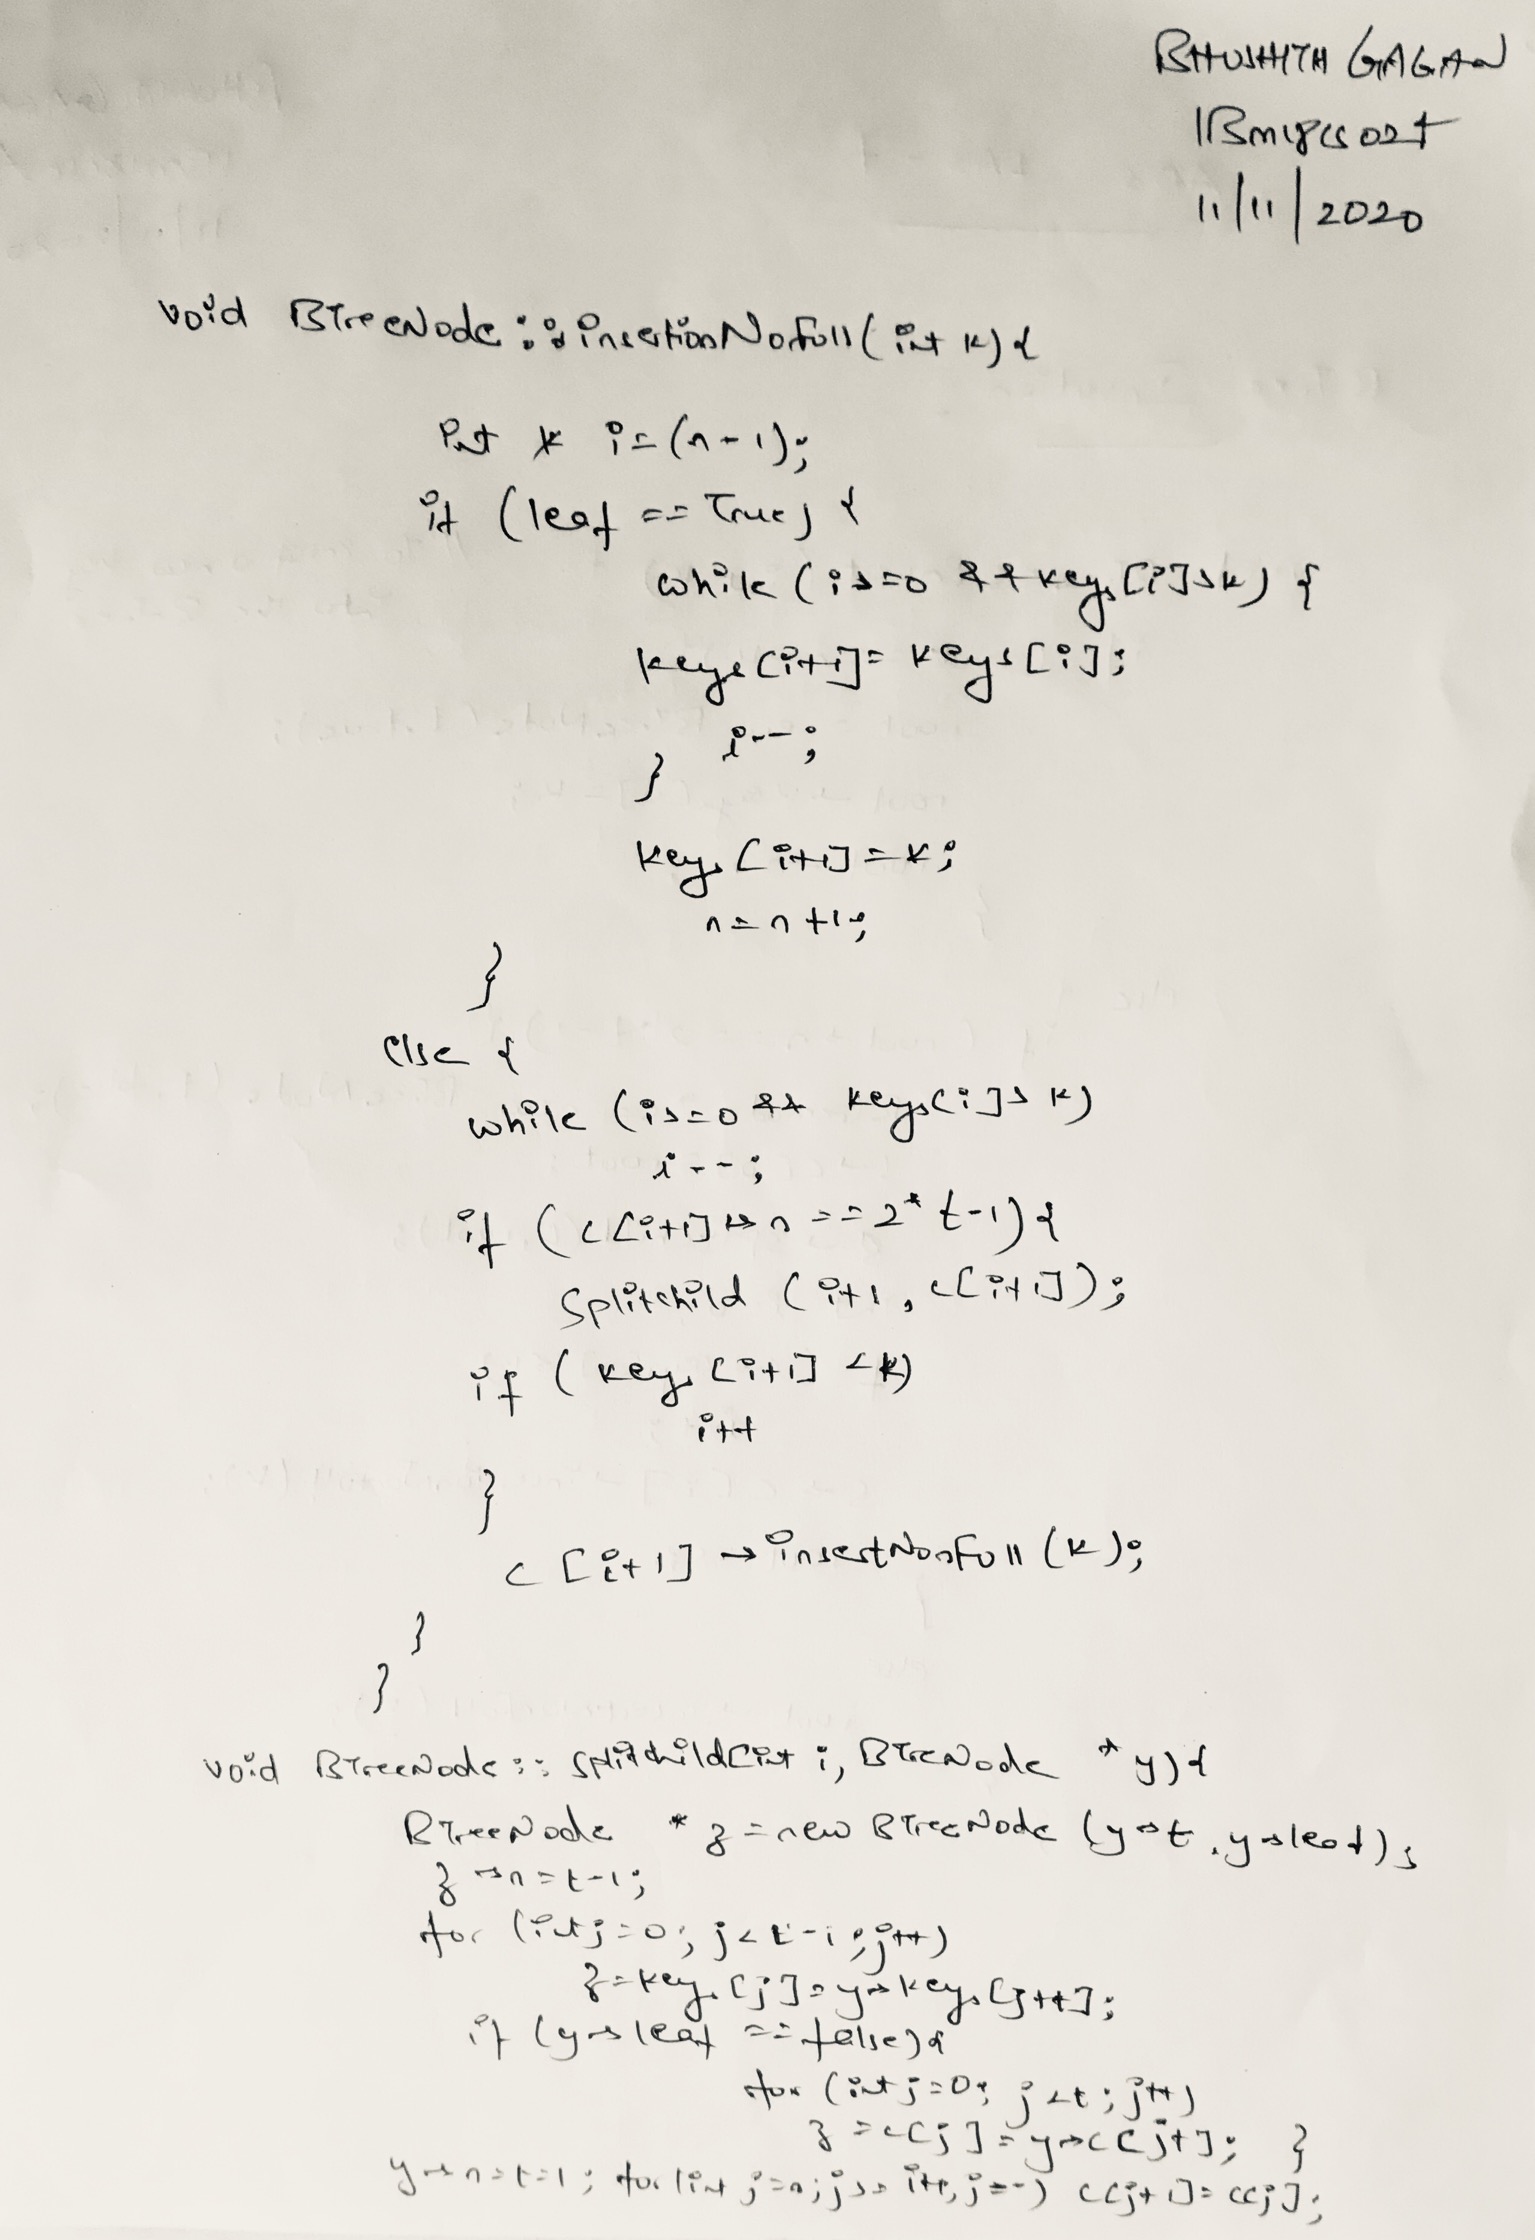 BHUSHITH GAGAN
1BM18CS027
11/11/2020
void BTreeNode::insertionNonfull(int k){
int * i=(n-1);
if (leaf == True) {
while (i>=0 && keys[i]>k) {
keys[i+1]= keys[i];
i--;
}
keys[i+1]=k;
n=n+1;
}
else {
while (i>=0 && keys[i]> k)
i--;
if (c[i+1]->n ==2*t-1){
Splitchild (i+1, c[i+1]);
if (keys[i+1] <k)
i++
}
c[i+1]→insertNonFull(k);
}
}
void BTreeNode:: splitchild(int i, BTreeNode *y){
BTreeNode *z=new BTreeNode (y→t,y→leaf);
z→n=t-1;
for (int j=0; j<t-1;j++)
z=keys[j]=y→keys[j++];
if (y→leaf ==false){
for (int j=0; j<t; j++)
z=c[j]=y→c[j+]; }
y→n=t=1; for(int j=n;j>= i++,j=-) c[j+1]=c[j];